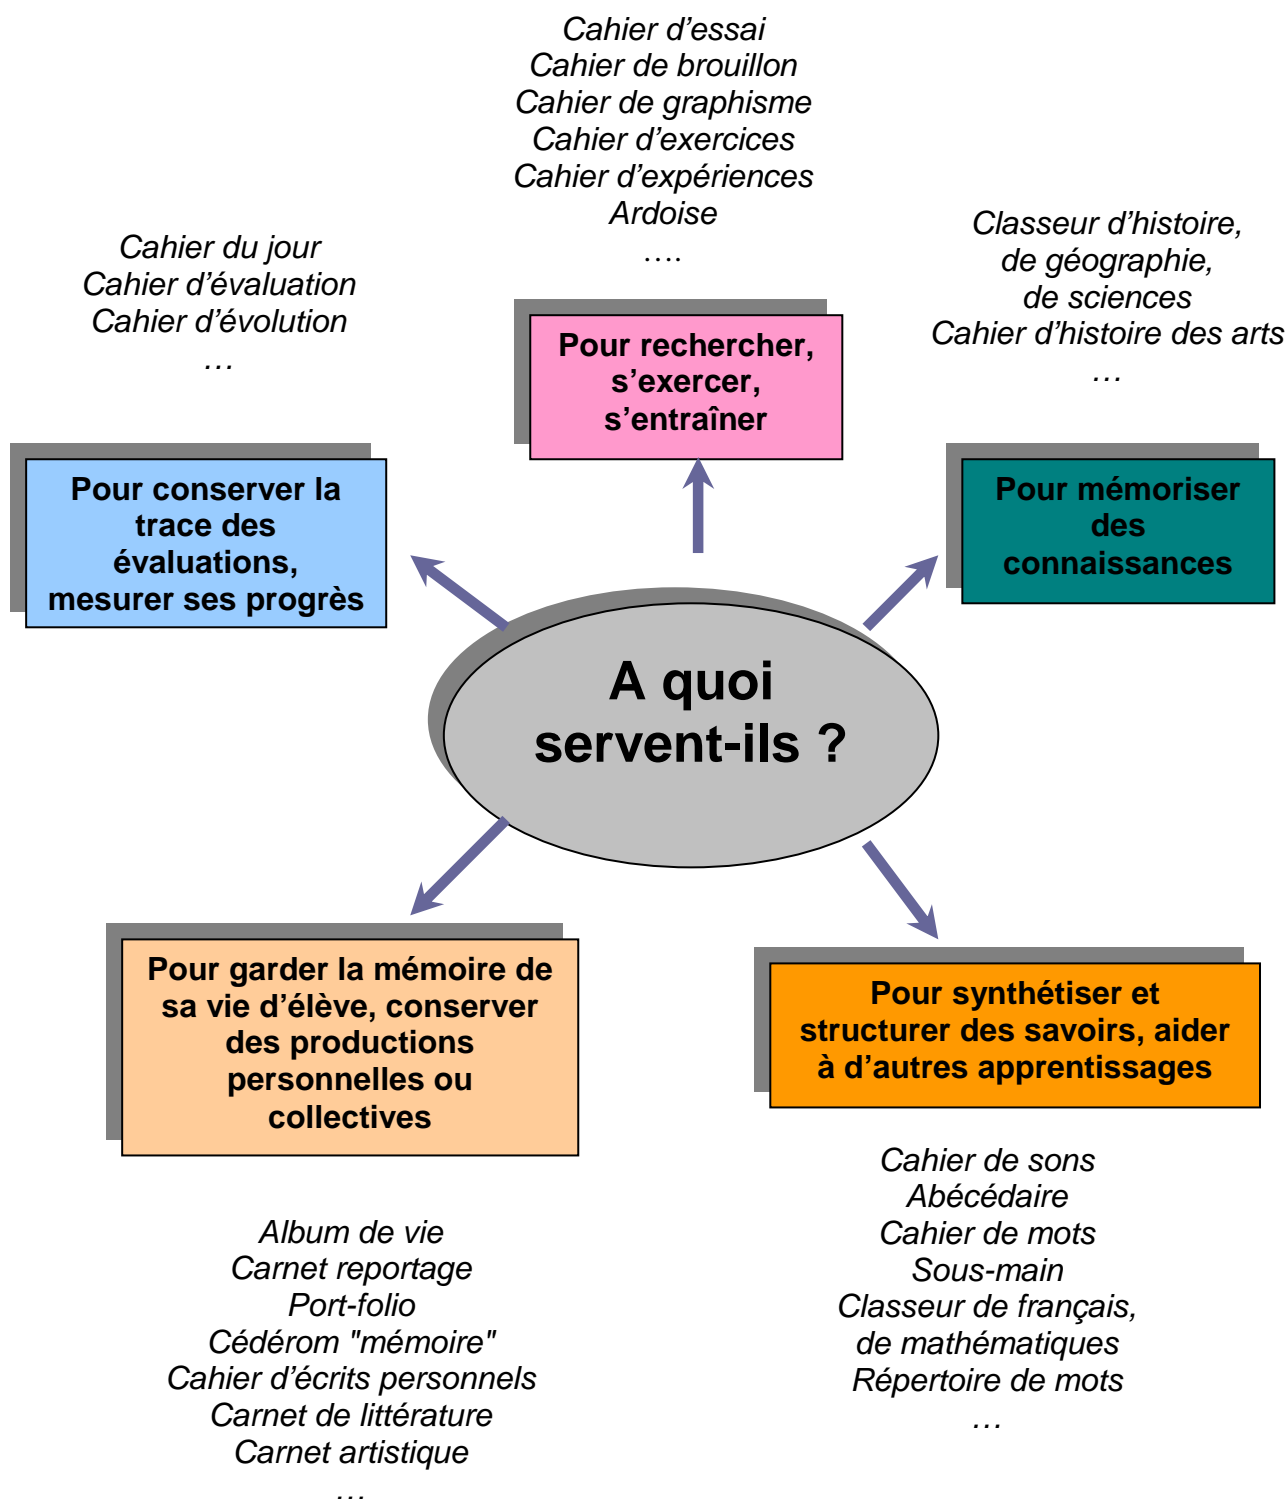 Cahier d’essai
Cahier de brouillon
Cahier de graphisme
Cahier d’exercices
Cahier d’expériences
Ardoise
….
Cahier du jour
Cahier d’évaluation
Cahier d’évolution
…
Classeur d’histoire,
de géographie,
de sciences
Cahier d’histoire des arts
…
Pour rechercher,
s’exercer,
s’entraîner
Pour conserver la
trace des
évaluations,
mesurer ses progrès
Pour mémoriser
des
connaissances
A quoi
servent-ils ?
Pour garder la mémoire de
sa vie d’élève, conserver
des productions
personnelles ou
collectives
Pour synthétiser et
structurer des savoirs, aider
à d’autres apprentissages
Album de vie
Carnet reportage
Port-folio
Cédérom "mémoire"
Cahier d’écrits personnels
Carnet de littérature
Carnet artistique
…
Cahier de sons
Abécédaire
Cahier de mots
Sous-main
Classeur de français,
de mathématiques
Répertoire de mots
…